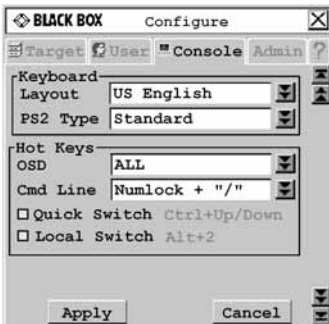 BLACK BOX Configure
Target User Console Admin ?
Keyboard
Layout US English
PS2 Type Standard
Hot Keys
OSD ALL
Cmd Line Numlock + "/"
Quick Switch Ctrl+Up/Down
Local Switch Alt+2
Apply Cancel